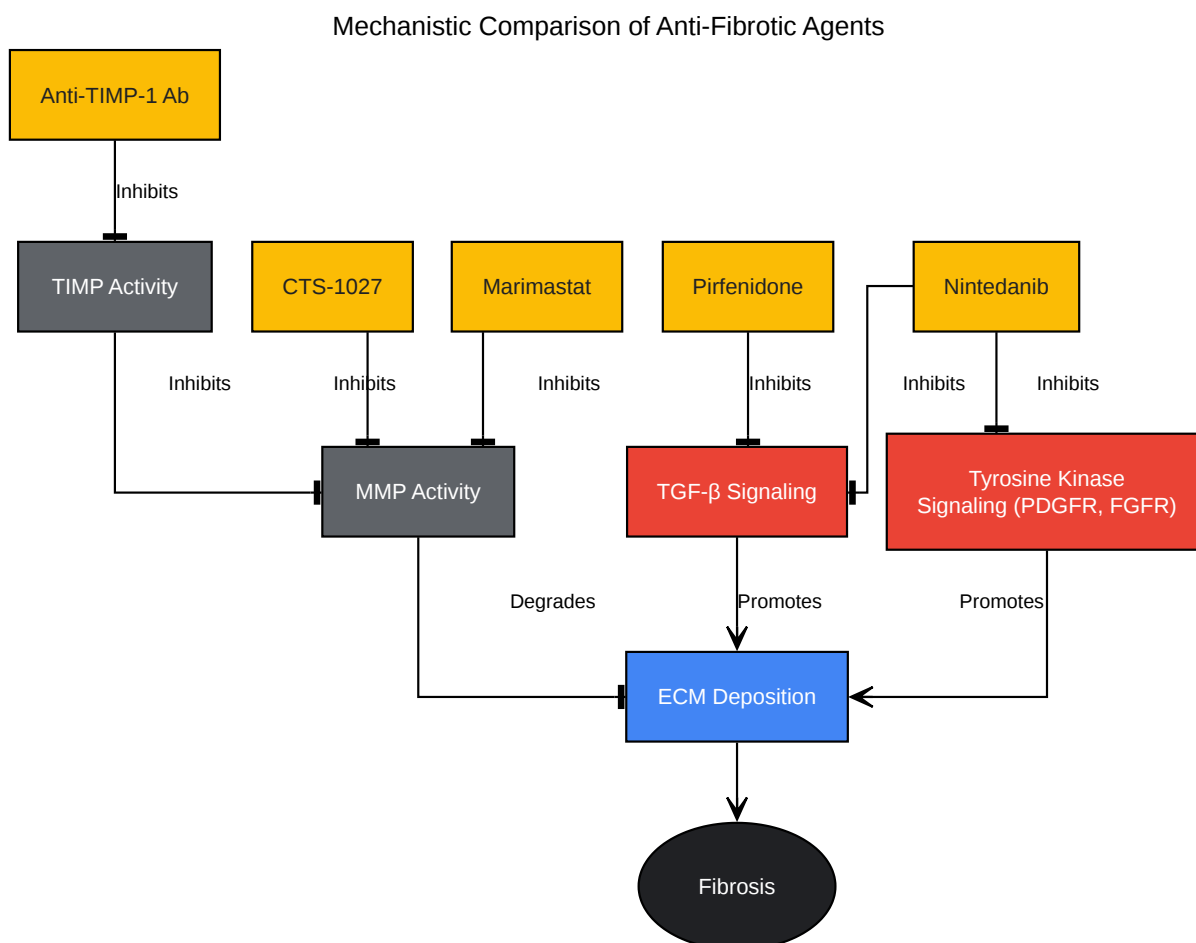 Mechanistic Comparison of Anti-Fibrotic Agents
Anti-TIMP-1 Ab
Inhibits
TIMP Activity
CTS-1027
Marimastat
Pirfenidone
Nintedanib
Inhibits
Inhibits
Inhibits
Inhibits
Inhibits
Inhibits
MMP Activity
TGF-β Signaling
Tyrosine Kinase
Signaling (PDGFR, FGFR)
Degrades
Promotes
Promotes
ECM Deposition
Fibrosis